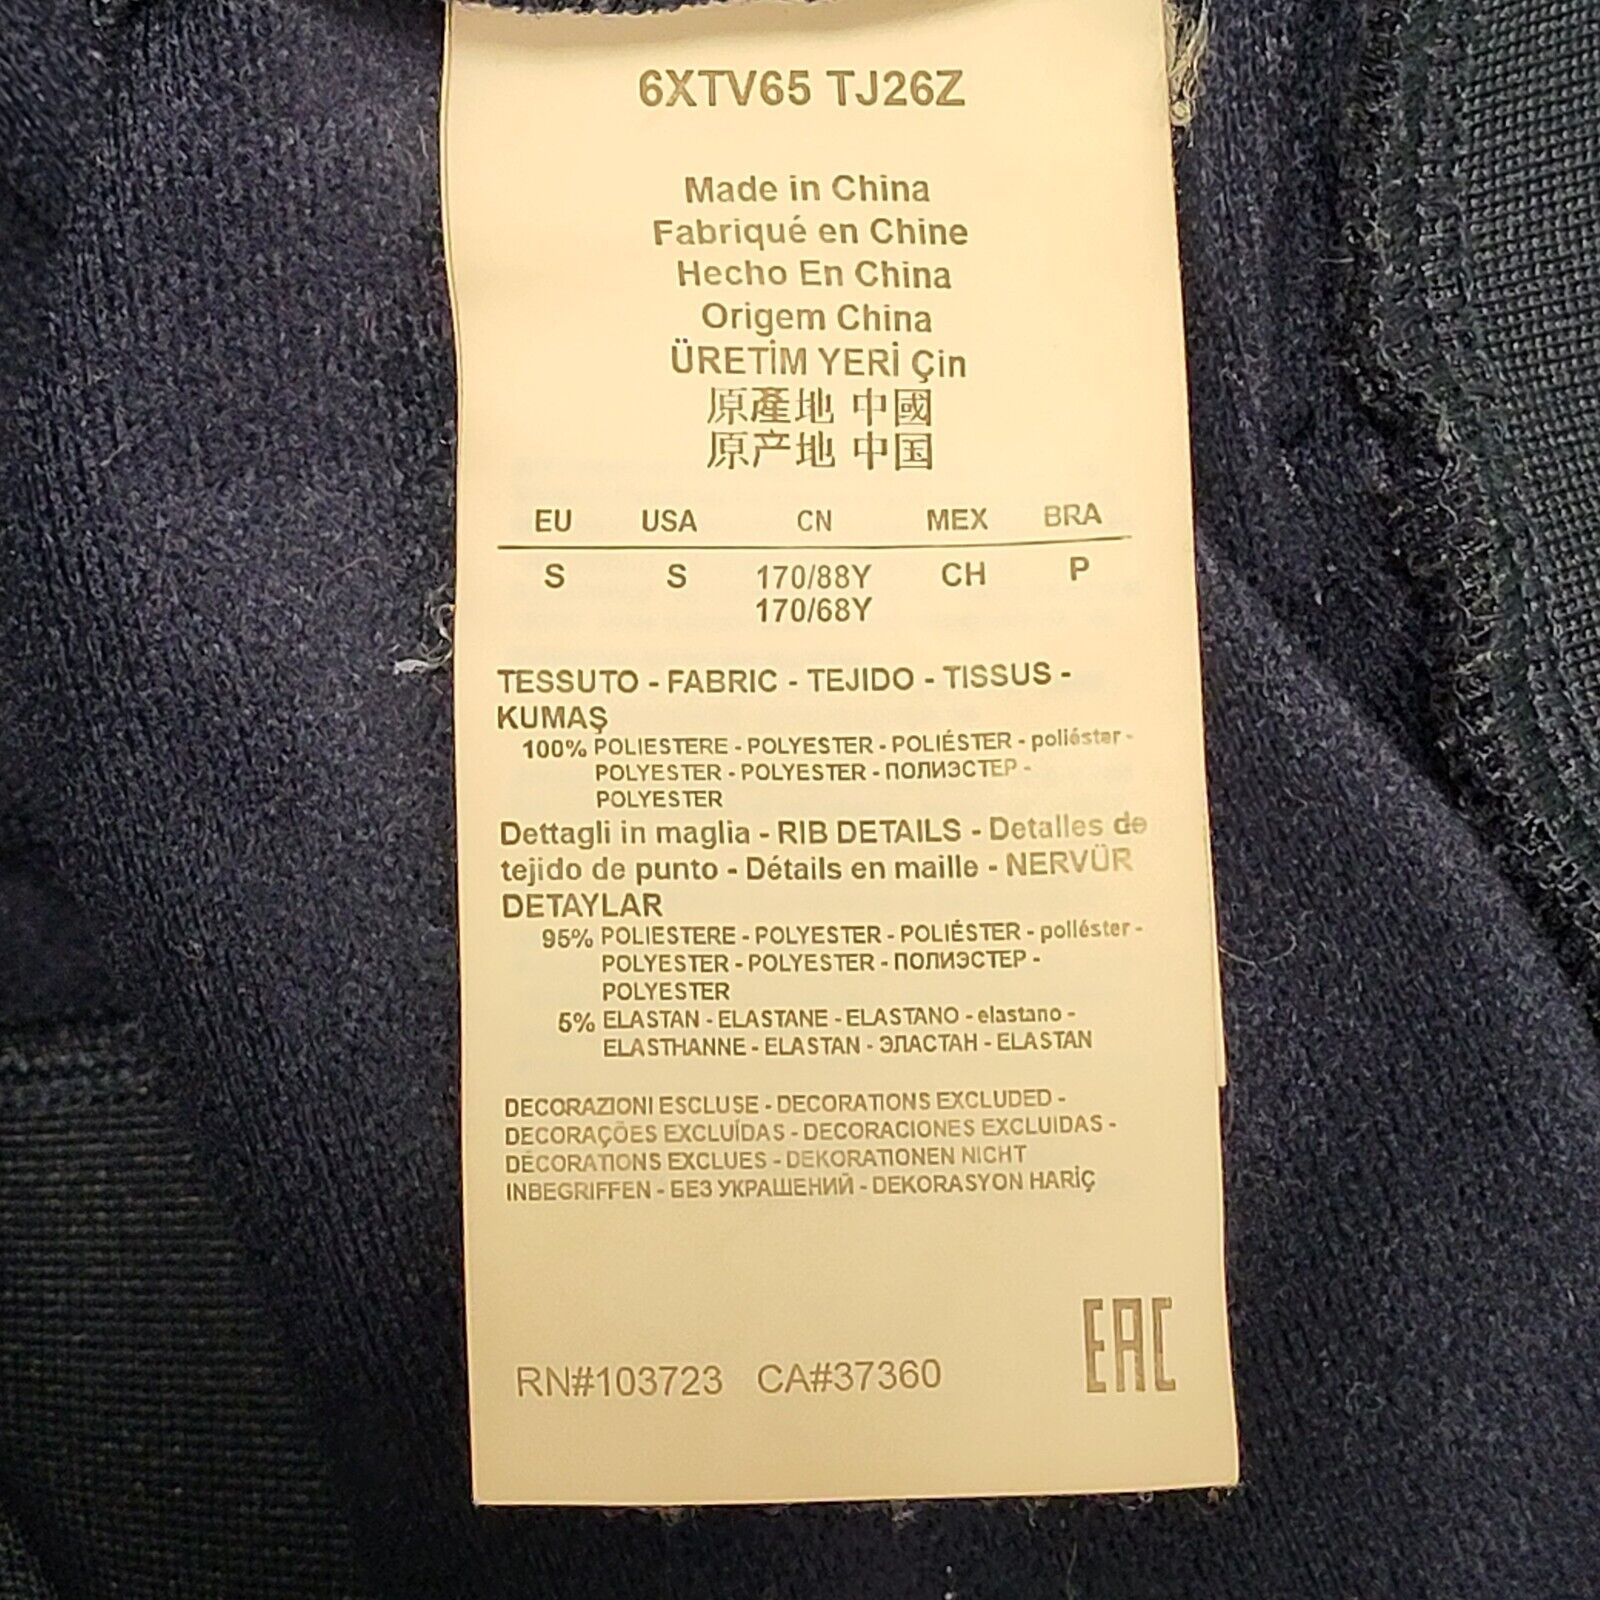 6XTV65 TJ26Z
Made in China
Fabriqué en Chine
Hecho En China
Origem China
ÜRETİM YERİ Çin
原產地 中國
原产地 中国
EU USA CN MEX BRA
S S 170/88Y CH P
170/68Y
TESSUTO - FABRIC - TEJIDO - TISSUS -
KUMAŞ
100% POLIESTERE - POLYESTER - POLIÉSTER - poliéster -
POLYESTER - POLYESTER - ПОЛИЭСТЕР -
POLYESTER
Dettagli in maglia - RIB DETAILS - Detalles de
tejido de punto - Détails en maille - NERVÜR
DETAYLAR
95% POLIESTERE - POLYESTER - POLIÉSTER - poliéster -
POLYESTER - POLYESTER - ПОЛИЭСТЕР -
POLYESTER
5% ELASTAN - ELASTANE - ELASTANO - elastano -
ELASTHANNE - ELASTAN - ЭЛАСТАН - ELASTAN
DECORAZIONI ESCLUSE - DECORATIONS EXCLUDED -
DECORAÇÕES EXCLUÍDAS - DECORACIONES EXCLUIDAS -
DÉCORATIONS EXCLUES - DEKORATIONEN NICHT
INBEGRIFFEN - БЕЗ УКРАШЕНИЙ - DEKORASYON HARİÇ
EAC
RN#103723 CA#37360